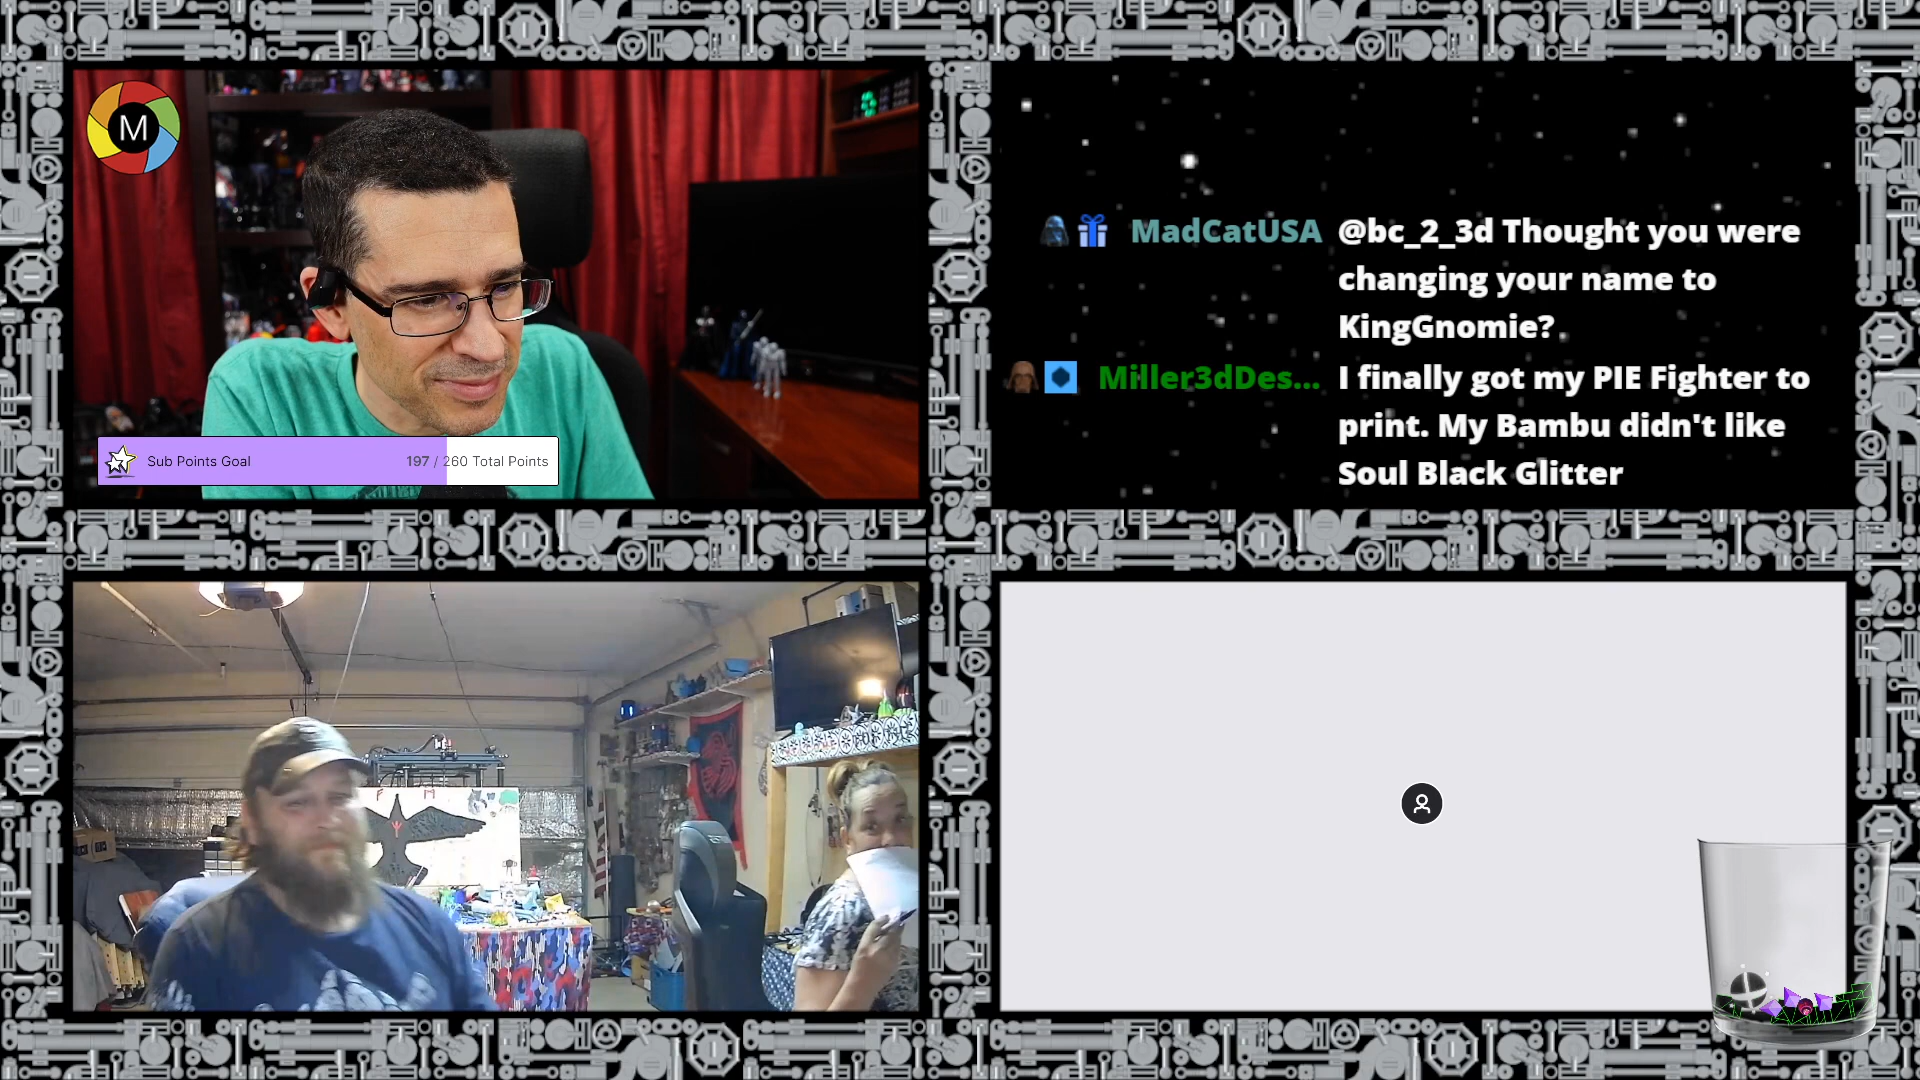 M
Sub Points Goal 197 / 260 Total Points
MadCatUSA @bc_2_3d Thought you were
changing your name to
KingGnomie?
Miller3dDes... I finally got my PIE Fighter to
print. My Bambu didn't like
Soul Black Glitter